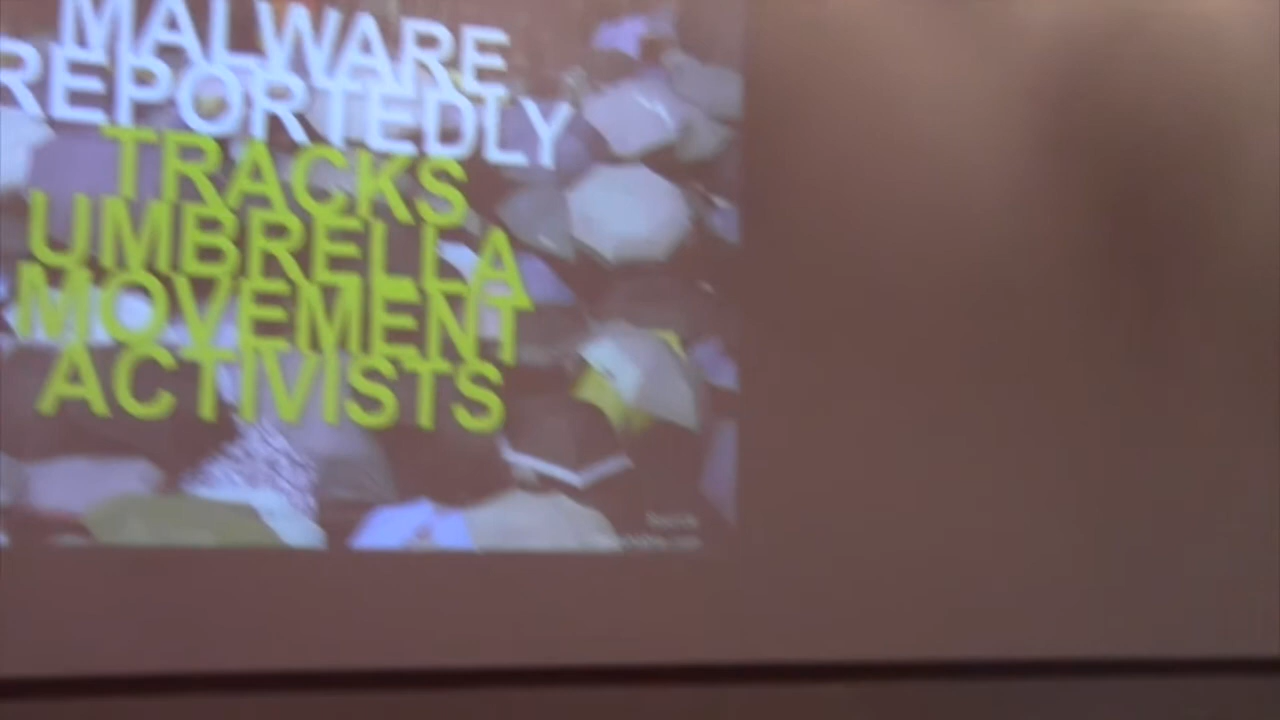 MALWARE
REPORTEDLY
TRACKS
UMBRELLA
MOVEMENT
ACTIVISTS